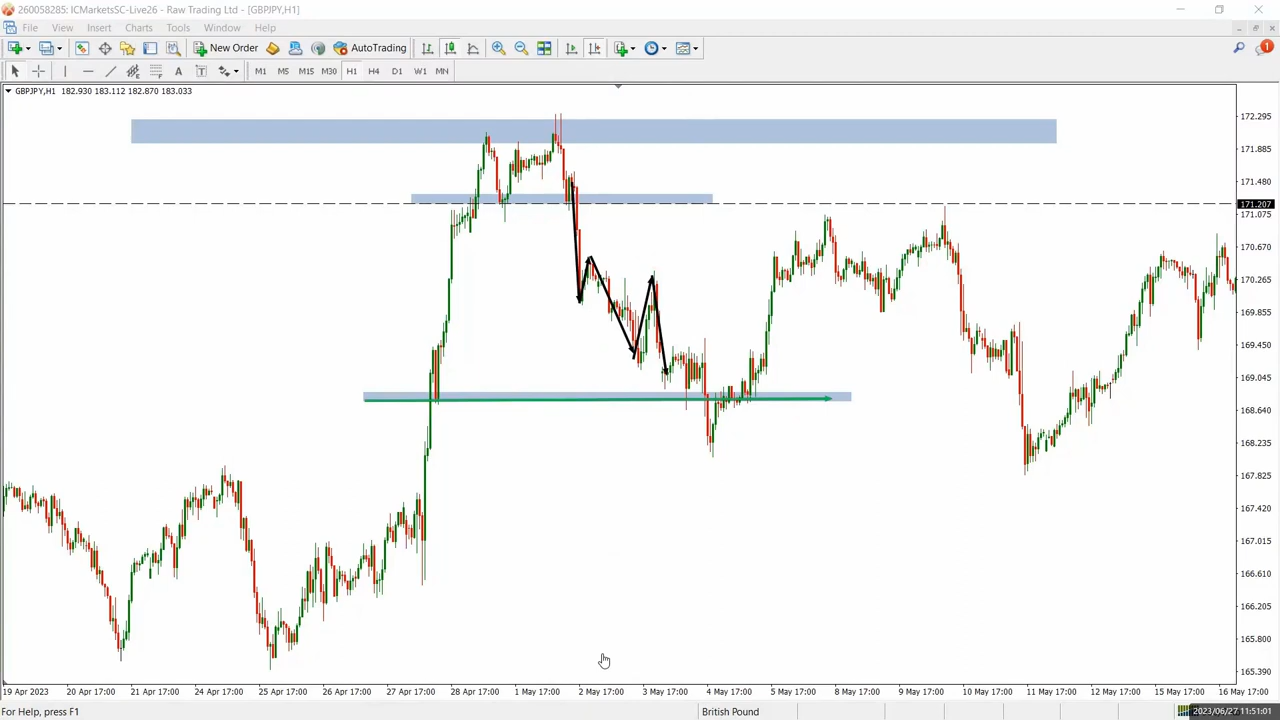 260058285: ICMarketsSC-Live26 - Raw Trading Ltd - [GBPJPY,H1]
File View Insert Charts Tools Window Help
New Order AutoTrading 1
A T M1 M5 M15 M30 H1 H4 D1 W1 MN
GBPJPY,H1 182.930 183.112 182.870 183.033
172.295
171.885
171.480
171.207
171.075
170.670
170.265
169.855
169.450
169.045
168.640
168.235
167.825
167.420
167.015
166.610
166.205
165.800
165.390
19 Apr 2023 20 Apr 17:00 21 Apr 17:00 24 Apr 17:00 25 Apr 17:00 26 Apr 17:00 27 Apr 17:00 28 Apr 17:00 1 May 17:00 2 May 17:00 3 May 17:00 4 May 17:00 5 May 17:00 8 May 17:00 9 May 17:00 10 May 17:00 11 May 17:00 12 May 17:00 15 May 17:00 16 May 17:00
For Help, press F1 British Pound 2023/06/27 11:51:01